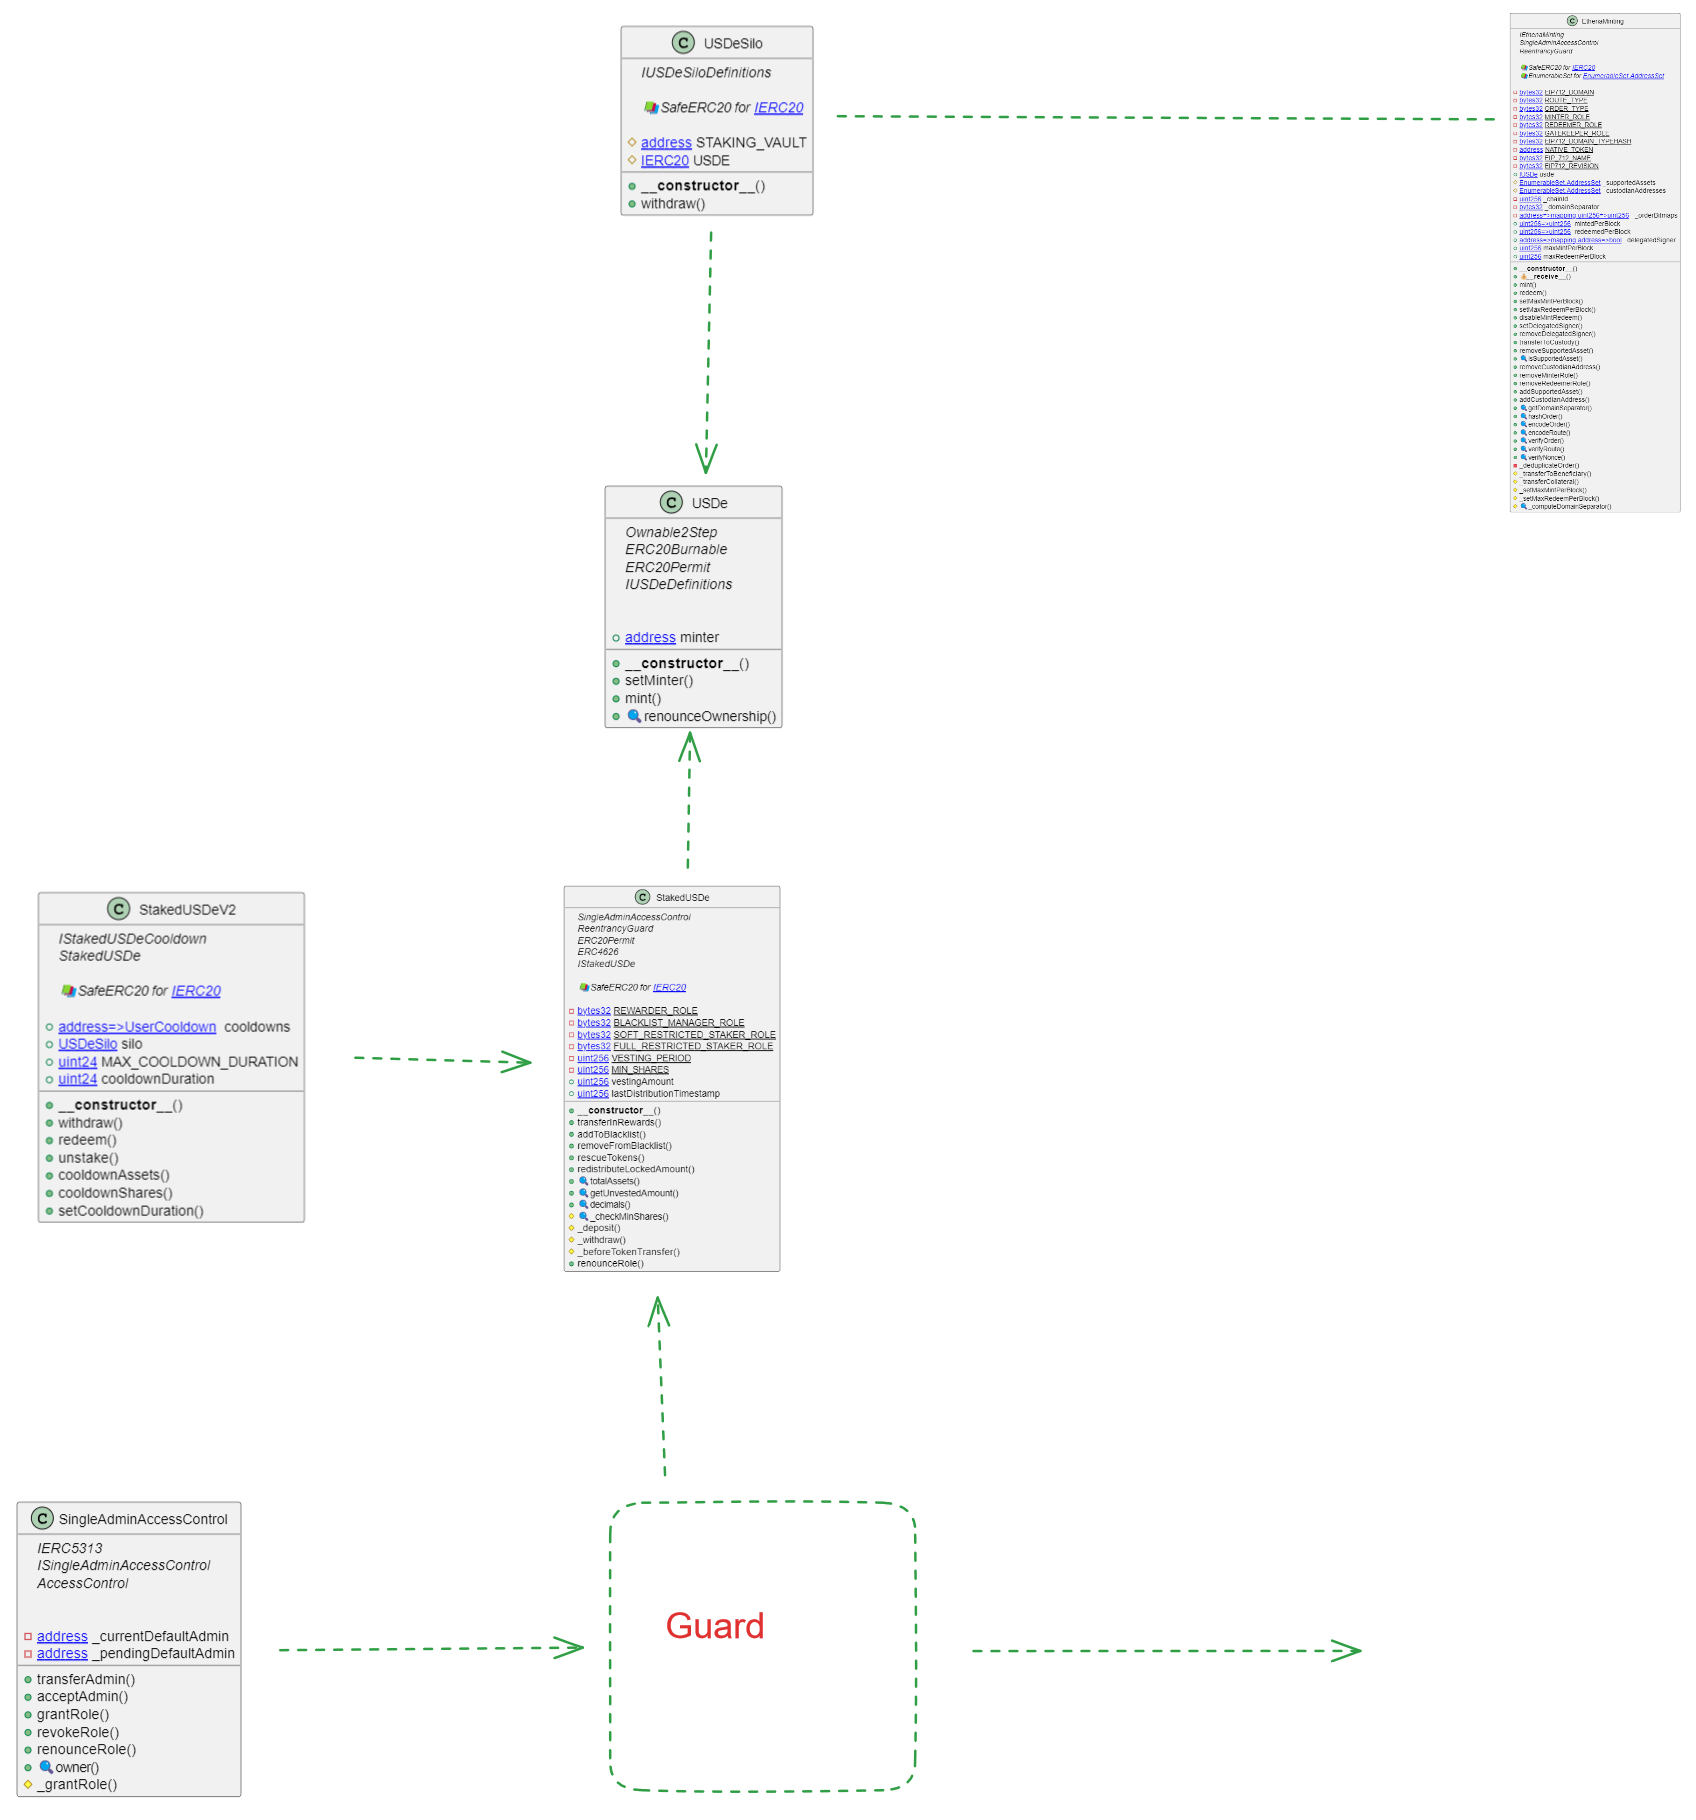 C USDeSilo
IUSDeSiloDefinitions
SafeERC20 for IERC20
address STAKING_VAULT
IERC20 USDE
__constructor__()
withdraw()
C EthenaMinting
IEthenaMinting
SingleAdminAccessControl
ReentrancyGuard
SafeERC20 for IERC20
EnumerableSet for EnumerableSet.AddressSet
bytes32 EIP712_DOMAIN
bytes32 ROUTE_TYPE
bytes32 ORDER_TYPE
bytes32 MINTER_ROLE
bytes32 REDEEMER_ROLE
bytes32 GATEKEEPER_ROLE
bytes32 EIP712_DOMAIN_TYPEHASH
address NATIVE_TOKEN
bytes32 EIP_712_NAME
bytes32 EIP712_REVISION
IUSDe usde
EnumerableSet.AddressSet supportedAssets
EnumerableSet.AddressSet custodianAddresses
uint256 _chainId
bytes32 _domainSeparator
address=>mapping uint256=>uint256 _orderBitmaps
uint256=>uint256 mintedPerBlock
uint256=>uint256 redeemedPerBlock
address=>mapping address=>bool delegatedSigner
uint256 maxMintPerBlock
uint256 maxRedeemPerBlock
__constructor__()
__receive__()
mint()
redeem()
setMaxMintPerBlock()
setMaxRedeemPerBlock()
disableMintRedeem()
setDelegatedSigner()
removeDelegatedSigner()
transferToCustody()
removeSupportedAsset()
isSupportedAsset()
removeCustodianAddress()
removeMinterRole()
removeRedeemerRole()
addSupportedAsset()
addCustodianAddress()
getDomainSeparator()
hashOrder()
encodeOrder()
encodeRoute()
verifyOrder()
verifyRoute()
verifyNonce()
_deduplicateOrder()
_transferToBeneficiary()
_transferCollateral()
_setMaxMintPerBlock()
_setMaxRedeemPerBlock()
_computeDomainSeparator()
C USDe
Ownable2Step
ERC20Burnable
ERC20Permit
IUSDeDefinitions
address minter
__constructor__()
setMinter()
mint()
renounceOwnership()
C StakedUSDeV2
IStakedUSDeCooldown
StakedUSDe
SafeERC20 for IERC20
address=>UserCooldown cooldowns
USDeSilo silo
uint24 MAX_COOLDOWN_DURATION
uint24 cooldownDuration
__constructor__()
withdraw()
redeem()
unstake()
cooldownAssets()
cooldownShares()
setCooldownDuration()
C StakedUSDe
SingleAdminAccessControl
ReentrancyGuard
ERC20Permit
ERC4626
IStakedUSDe
SafeERC20 for IERC20
bytes32 REWARDER_ROLE
bytes32 BLACKLIST_MANAGER_ROLE
bytes32 SOFT_RESTRICTED_STAKER_ROLE
bytes32 FULL_RESTRICTED_STAKER_ROLE
uint256 VESTING_PERIOD
uint256 MIN_SHARES
uint256 vestingAmount
uint256 lastDistributionTimestamp
__constructor__()
transferInRewards()
addToBlacklist()
removeFromBlacklist()
rescueTokens()
redistributeLockedAmount()
totalAssets()
getUnvestedAmount()
decimals()
_checkMinShares()
_deposit()
_withdraw()
_beforeTokenTransfer()
renounceRole()
C SingleAdminAccessControl
IERC5313
ISingleAdminAccessControl
AccessControl
address _currentDefaultAdmin
address _pendingDefaultAdmin
transferAdmin()
acceptAdmin()
grantRole()
revokeRole()
renounceRole()
owner()
_grantRole()
Guard